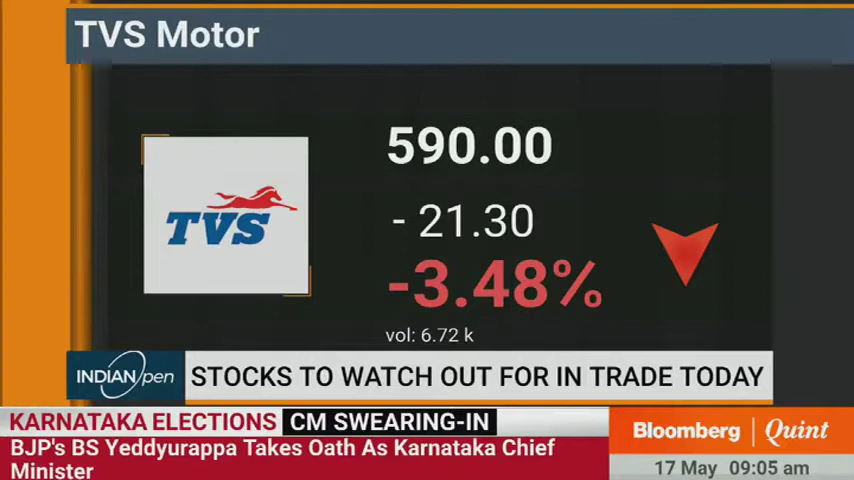 TVS Motor
590.00
TVS
- 21.30
-3.48%
vol: 6.72 k
INDIAN Open STOCKS TO WATCH OUT FOR IN TRADE TODAY
KARNATAKA ELECTIONS CM SWEARING-IN
BJP's BS Yeddyurappa Takes Oath As Karnataka Chief
Minister
Bloomberg | Quint
17 May 09:05 am